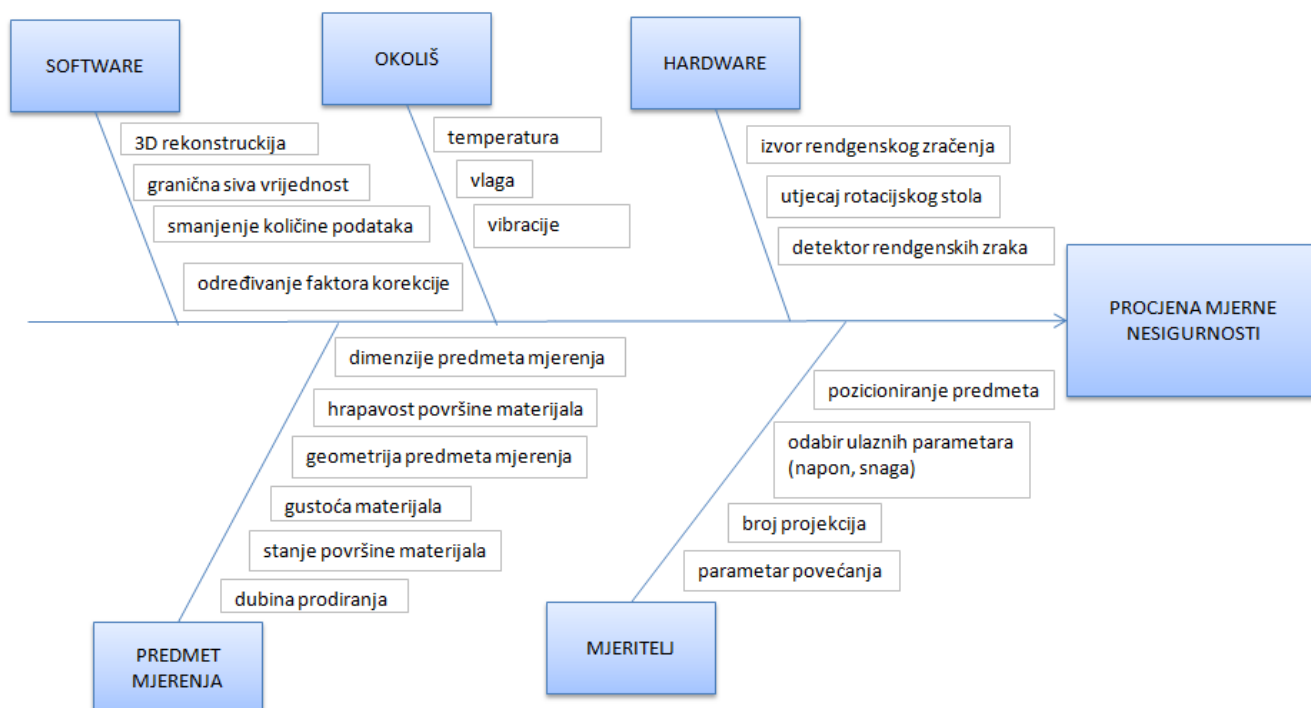 SOFTWARE
OKOLIŠ
HARDWARE
3D rekonstruckija
granična siva vrijednost
smanjenje količine podataka
određivanje faktora korekcije
temperatura
vlaga
vibracije
izvor rendgenskog zračenja
utjecaj rotacijskog stola
detektor rendgenskih zraka
PROCJENA MJERNE
NESIGURNOSTI
dimenzije predmeta mjerenja
hrapavost površine materijala
geometrija predmeta mjerenja
gustoća materijala
stanje površine materijala
dubina prodiranja
pozicioniranje predmeta
odabir ulaznih parametara
(napon, snaga)
broj projekcija
parametar povećanja
PREDMET
MJERENJA
MJERITELJ